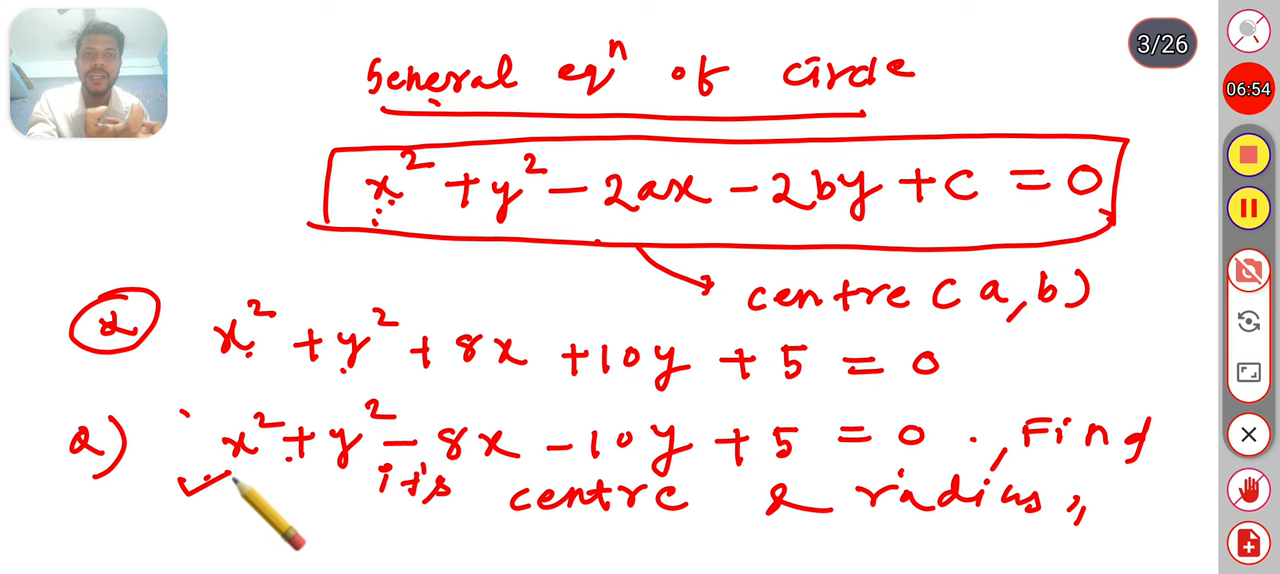 3/26
General eqⁿ of circle
06:54
x² + y² − 2ax − 2by + c = 0
centre (a, b)
x² + y² + 8x + 10y + 5 = 0
a) x² + y² − 8x − 10y + 5 = 0 . , Find
it's centre & radius,,